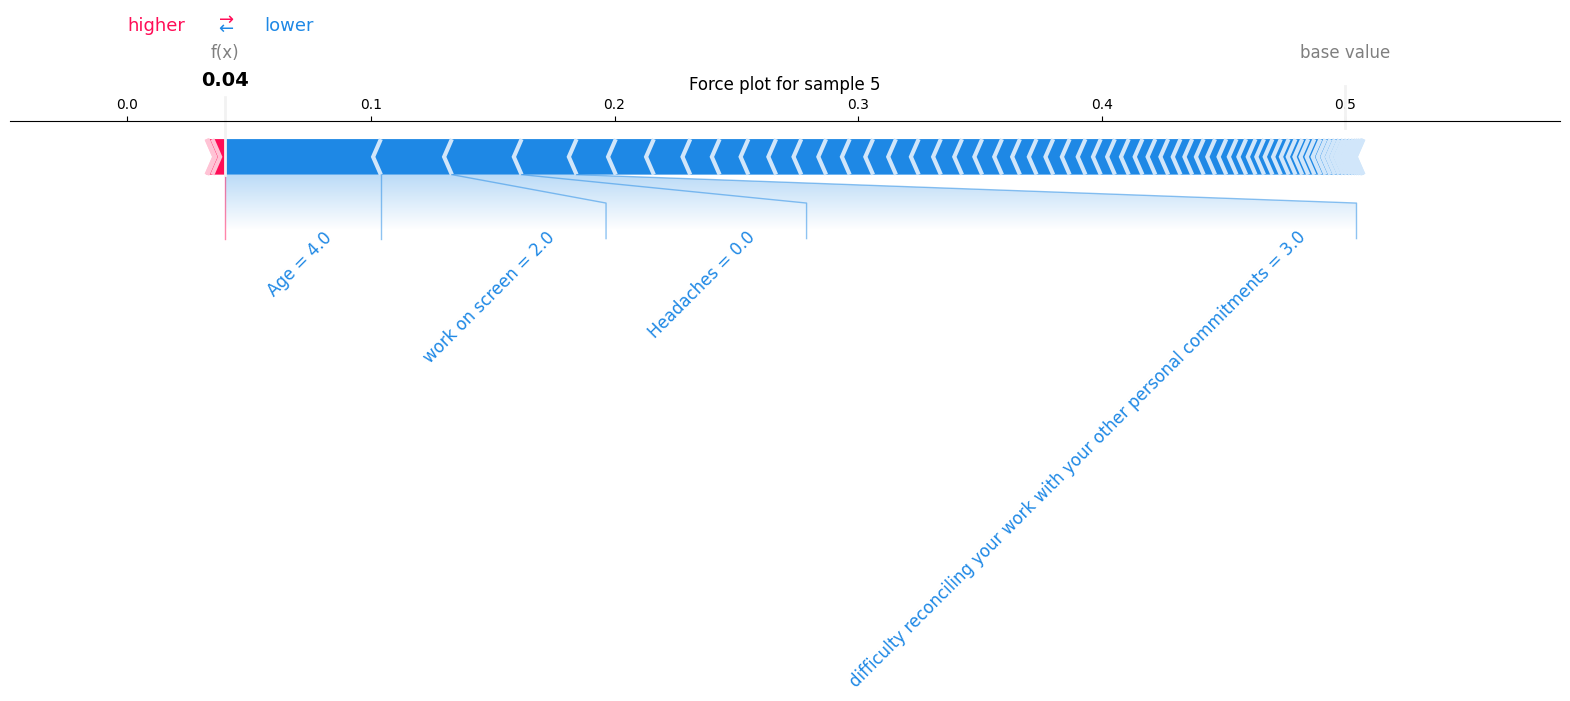 higher ⇄ lower
f(x)
base value
0.04
Force plot for sample 5
0.0 0.1 0.2 0.3 0.4 0.5
Age = 4.0
work on screen = 2.0
Headaches = 0.0
difficulty reconciling your work with your other personal commitments = 3.0